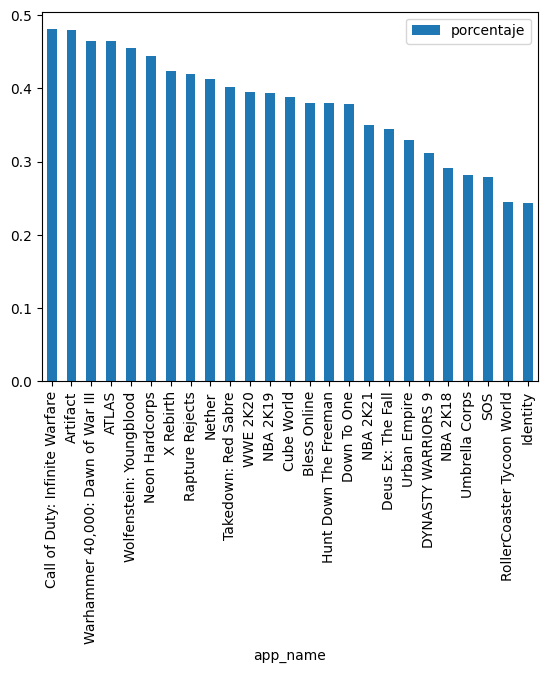 0.5
0.4
0.3
0.2
0.1
0.0
porcentaje
Call of Duty: Infinite Warfare
Artifact
Warhammer 40,000: Dawn of War III
ATLAS
Wolfenstein: Youngblood
Neon Hardcorps
X Rebirth
Rapture Rejects
Nether
Takedown: Red Sabre
WWE 2K20
NBA 2K19
Cube World
Bless Online
Hunt Down The Freeman
Down To One
NBA 2K21
Deus Ex: The Fall
Urban Empire
DYNASTY WARRIORS 9
NBA 2K18
Umbrella Corps
SOS
RollerCoaster Tycoon World
Identity
app_name